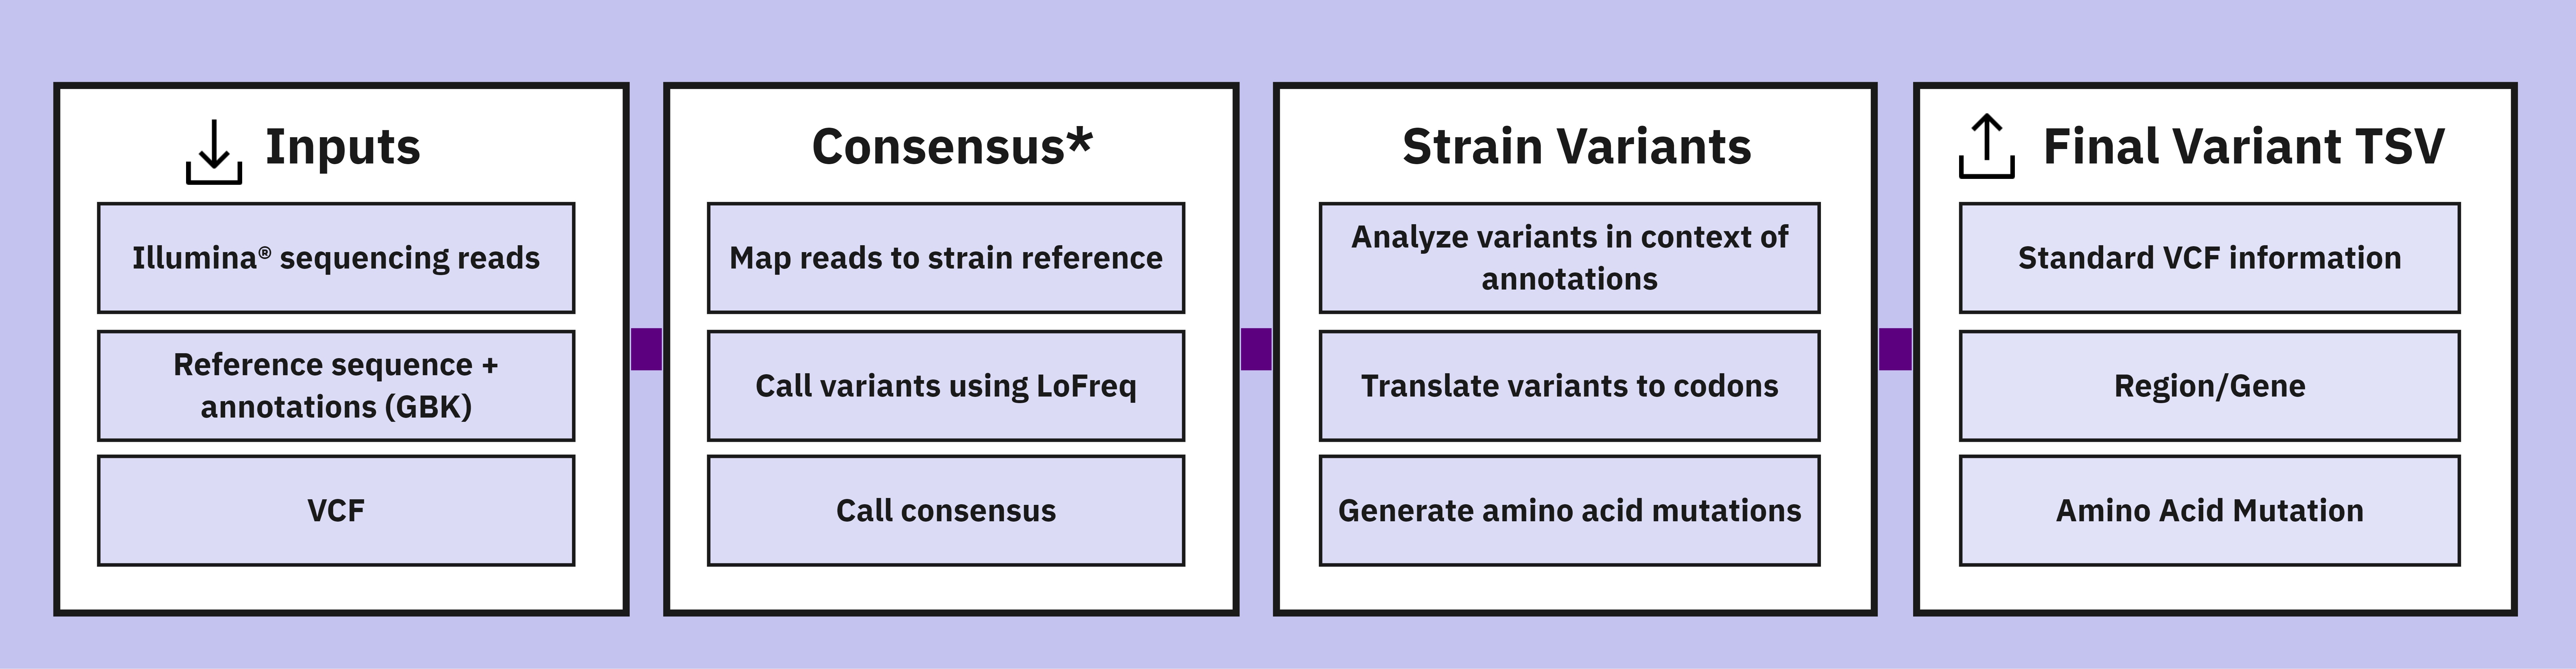 Inputs
Illumina® sequencing reads
Reference sequence +
annotations (GBK)
VCF
Consensus*
Map reads to strain reference
Call variants using LoFreq
Call consensus
Strain Variants
Analyze variants in context of
annotations
Translate variants to codons
Generate amino acid mutations
Final Variant TSV
Standard VCF information
Region/Gene
Amino Acid Mutation